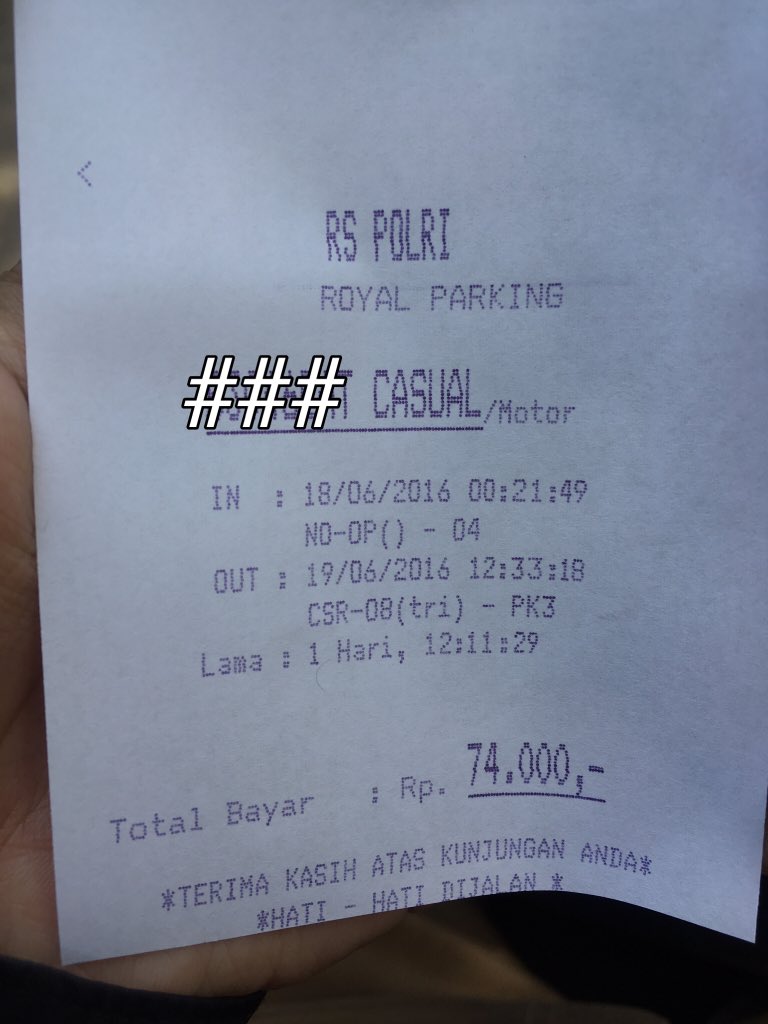 <
RS POLRI
ROYAL PARKING
### CASUAL/Motor
IN : 18/06/2016 00:21:49
NO-OP() - 04
OUT : 19/06/2016 12:33:18
CSR-08(tri) - PK3
Lama : 1 Hari, 12:11:29
Total Bayar : Rp. 74.000,-
*TERIMA KASIH ATAS KUNJUNGAN ANDA*
*HATI - HATI DIJALAN *